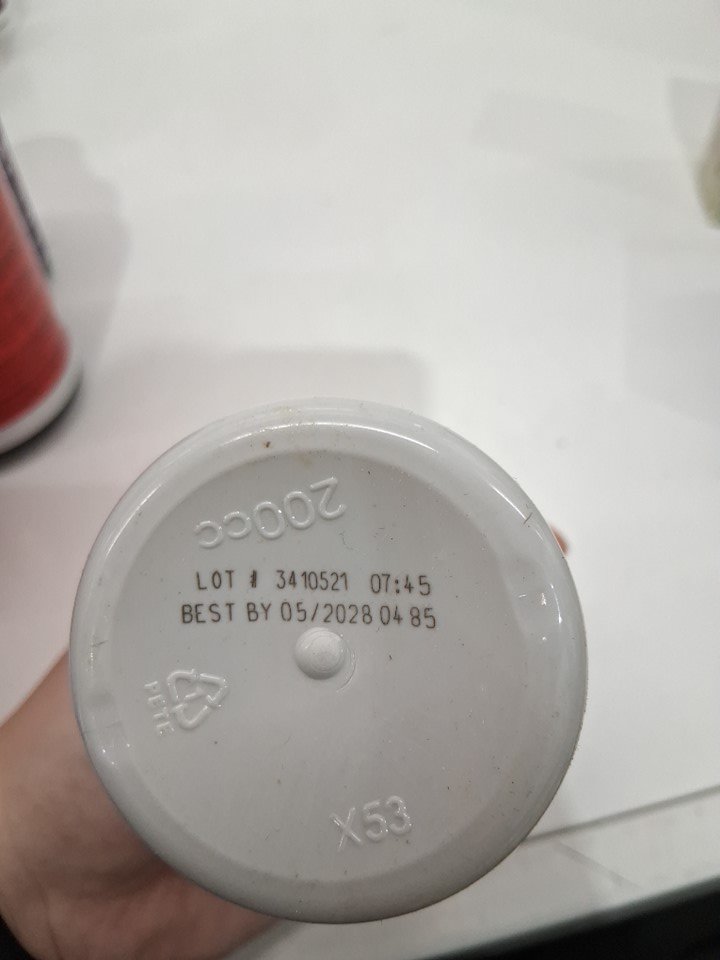 200cc
LOT # 3410521 07:45
BEST BY 05/2028 04 85
PETE
X53